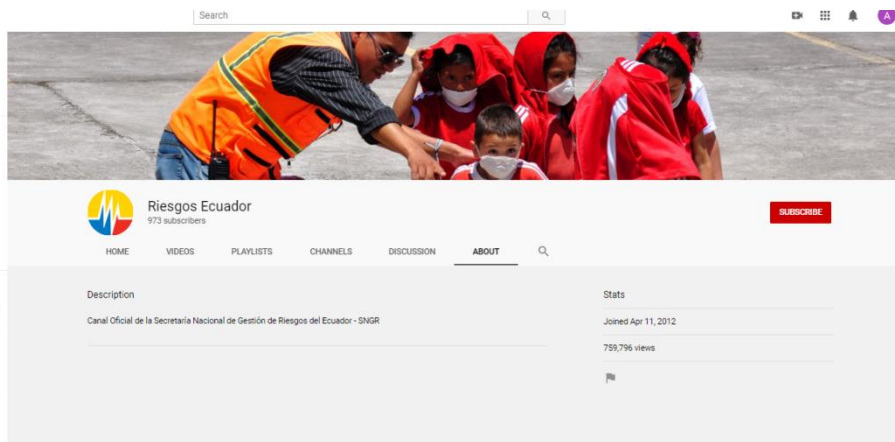 Search
A
Riesgos Ecuador
973 subscribers
SUBSCRIBE
HOME VIDEOS PLAYLISTS CHANNELS DISCUSSION ABOUT
Description
Stats
Canal Oficial de la Secretaría Nacional de Gestión de Riesgos del Ecuador - SNGR
Joined Apr 11, 2012
759,796 views